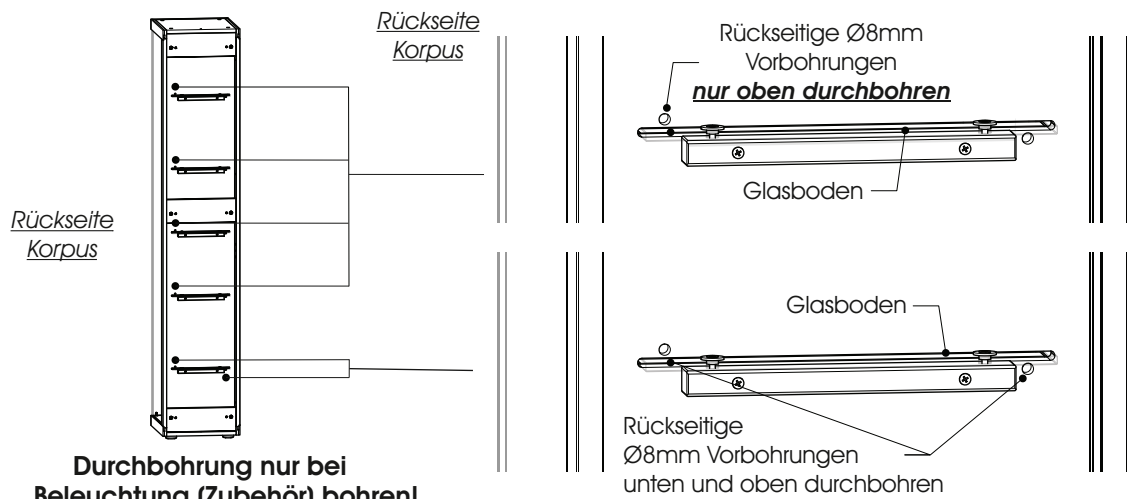 Rückseite
Korpus
Rückseite
Korpus
Durchbohrung nur bei
Beleuchtung (Zubehör) bohren!
Rückseitige Ø8mm
Vorbohrungen
nur oben durchbohren
Glasboden
Glasboden
Rückseitige
Ø8mm Vorbohrungen
unten und oben durchbohren